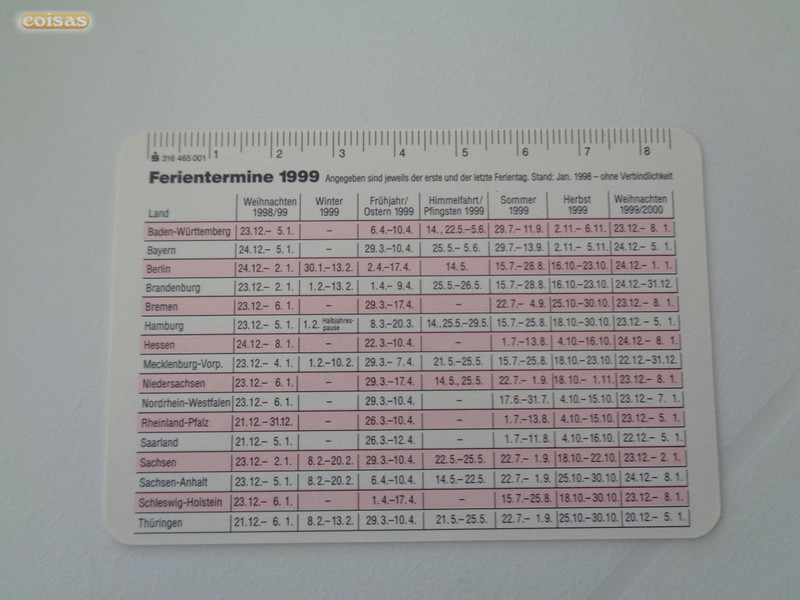 coisas
316 465 001 1 2 3 4 5 6 7 8
Ferientermine 1999 Angegeben sind jeweils der erste und der letzte Ferientag. Stand: Jan. 1998 – ohne Verbindlichkeit
Land Weihnachten 1998/99 Winter 1999 Frühjahr/ Ostern 1999 Himmelfahrt/ Pfingsten 1999 Sommer 1999 Herbst 1999 Weihnachten 1999/2000
Baden-Württemberg 23.12.– 5.1. – 6.4.–10.4. 14., 22.5.–5.6. 29.7.– 11.9. 2.11.– 6.11. 23.12.– 8. 1.
Bayern 24.12.– 5.1. – 29.3.–10.4. 25.5.– 5.6. 29.7.–13.9. 2.11.– 5.11. 24.12.– 5. 1.
Berlin 24.12.– 2.1. 30.1.–13.2. 2.4.–17.4. 14.5. 15.7.–28.8. 16.10.–23.10. 24.12.– 1. 1.
Brandenburg 23.12.– 2.1. 1.2.–13.2. 1.4.– 9.4. 25.5.–26.5. 15.7.–28.8. 16.10.–23.10. 24.12.–31.12.
Bremen 23.12.– 6.1. – 29.3.–17.4. – 22.7.– 4.9. 25.10.–30.10. 23.12.– 8. 1.
Hamburg 23.12.– 5.1. 1.2. Halbjahres-pause 8.3.–20.3. 14.,25.5.–29.5. 15.7.–25.8. 18.10.–30.10. 23.12.– 5. 1.
Hessen 24.12.– 8.1. – 22.3.–10.4. – 1.7.–13.8. 4.10.–16.10. 24.12.– 8. 1.
Mecklenburg-Vorp. 23.12.– 4.1. 1.2.–10.2. 29.3.– 7.4. 21.5.–25.5. 15.7.–25.8. 18.10.–23.10. 22.12.–31.12.
Niedersachsen 23.12.– 6.1. – 29.3.–17.4. 14.5., 25.5. 22.7.– 1.9. 18.10.– 1.11. 23.12.– 8. 1.
Nordrhein-Westfalen 23.12.– 6.1. – 29.3.–10.4. – 17.6.–31.7. 4.10.–15.10. 23.12.– 7. 1.
Rheinland-Pfalz 21.12.–31.12. – 26.3.–10.4. – 1.7.–13.8. 4.10.–15.10. 23.12.– 5. 1.
Saarland 21.12.– 5.1. – 26.3.–12.4. – 1.7.–11.8. 4.10.–16.10. 22.12.– 5. 1.
Sachsen 23.12.– 2.1. 8.2.–20.2. 29.3.–10.4. 22.5.–25.5. 22.7.– 1.9. 18.10.–22.10. 23.12.– 2. 1.
Sachsen-Anhalt 23.12.– 5.1. 8.2.–20.2. 6.4.–10.4. 14.5.–22.5. 22.7.– 1.9. 25.10.–30.10. 24.12.– 8. 1.
Schleswig-Holstein 23.12.– 6.1. – 1.4.–17.4. – 15.7.–25.8. 18.10.–30.10. 23.12.– 8. 1.
Thüringen 21.12.– 6.1. 8.2.–13.2. 29.3.–10.4. 21.5.–25.5. 22.7.– 1.9. 25.10.–30.10. 20.12.– 5. 1.